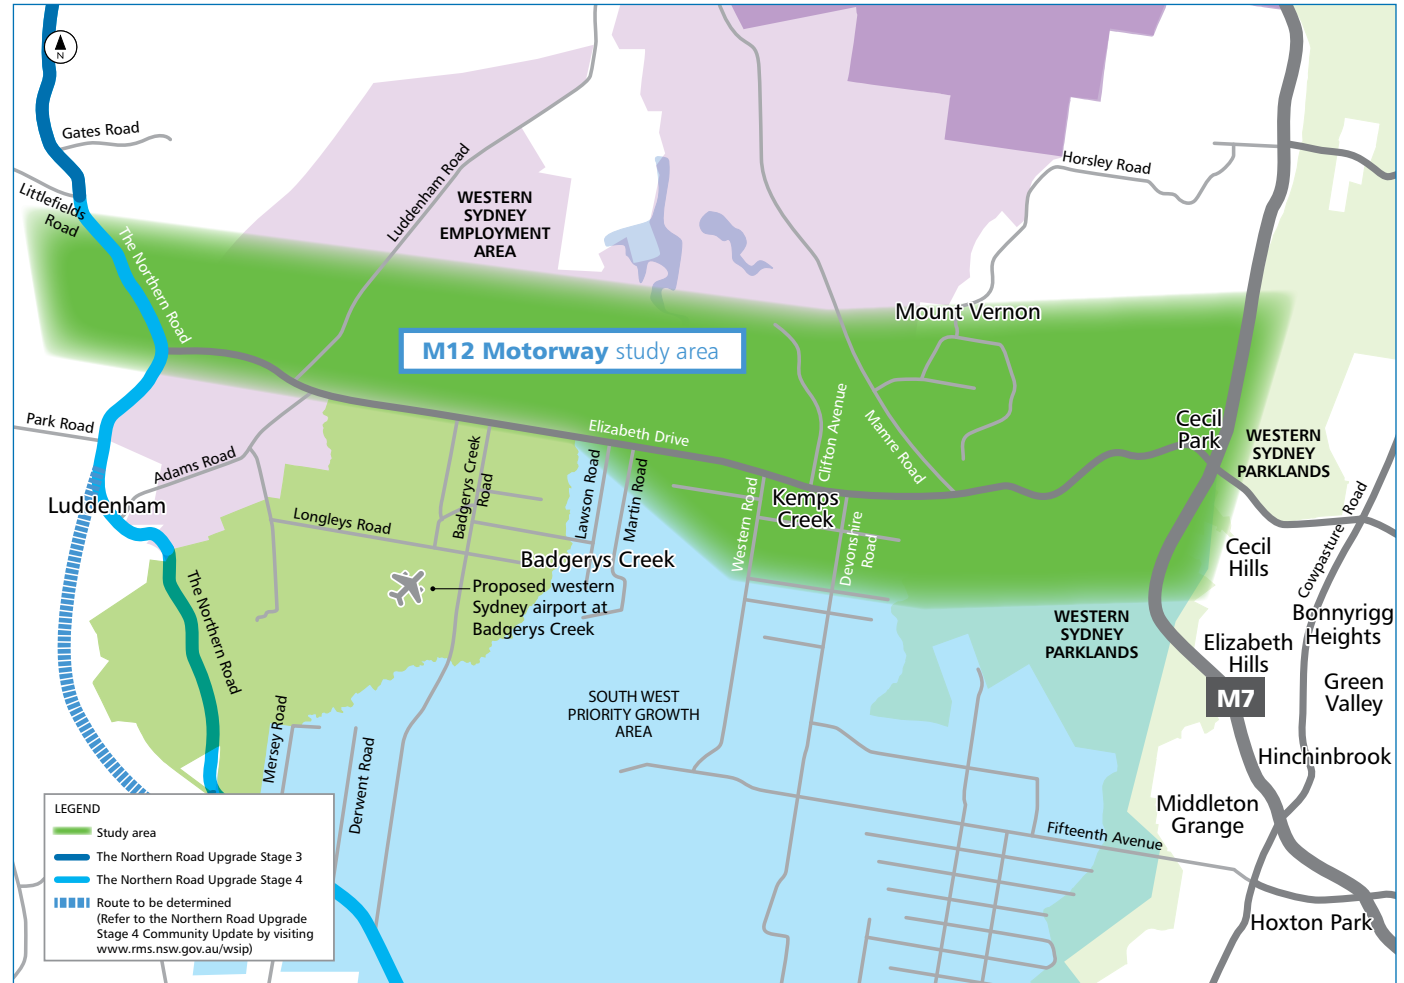 N
Gates Road
Littlefields
Road
The Northern Road
Luddenham Road
WESTERN
SYDNEY
EMPLOYMENT
AREA
Horsley Road
Mount Vernon
M12 Motorway study area
Elizabeth Drive
Clifton Avenue
Mamre Road
Cecil
Park
WESTERN
SYDNEY
PARKLANDS
Park Road
Adams Road
Luddenham
Longleys Road
Badgerys Creek
Road
Lawson Road
Martin Road
Western Road
Kemps
Creek
Devonshire
Road
Cowpasture Road
Cecil
Hills
Badgerys Creek
Proposed western
Sydney airport at
Badgerys Creek
The Northern Road
WESTERN
SYDNEY
PARKLANDS
Bonnyrigg
Heights
Elizabeth
Hills
Green
Valley
M7
SOUTH WEST
PRIORITY GROWTH
AREA
Mersey Road
Derwent Road
Hinchinbrook
Middleton
Grange
Fifteenth Avenue
Hoxton Park
LEGEND
Study area
The Northern Road Upgrade Stage 3
The Northern Road Upgrade Stage 4
Route to be determined
(Refer to the Northern Road Upgrade
Stage 4 Community Update by visiting
www.rms.nsw.gov.au/wsip)